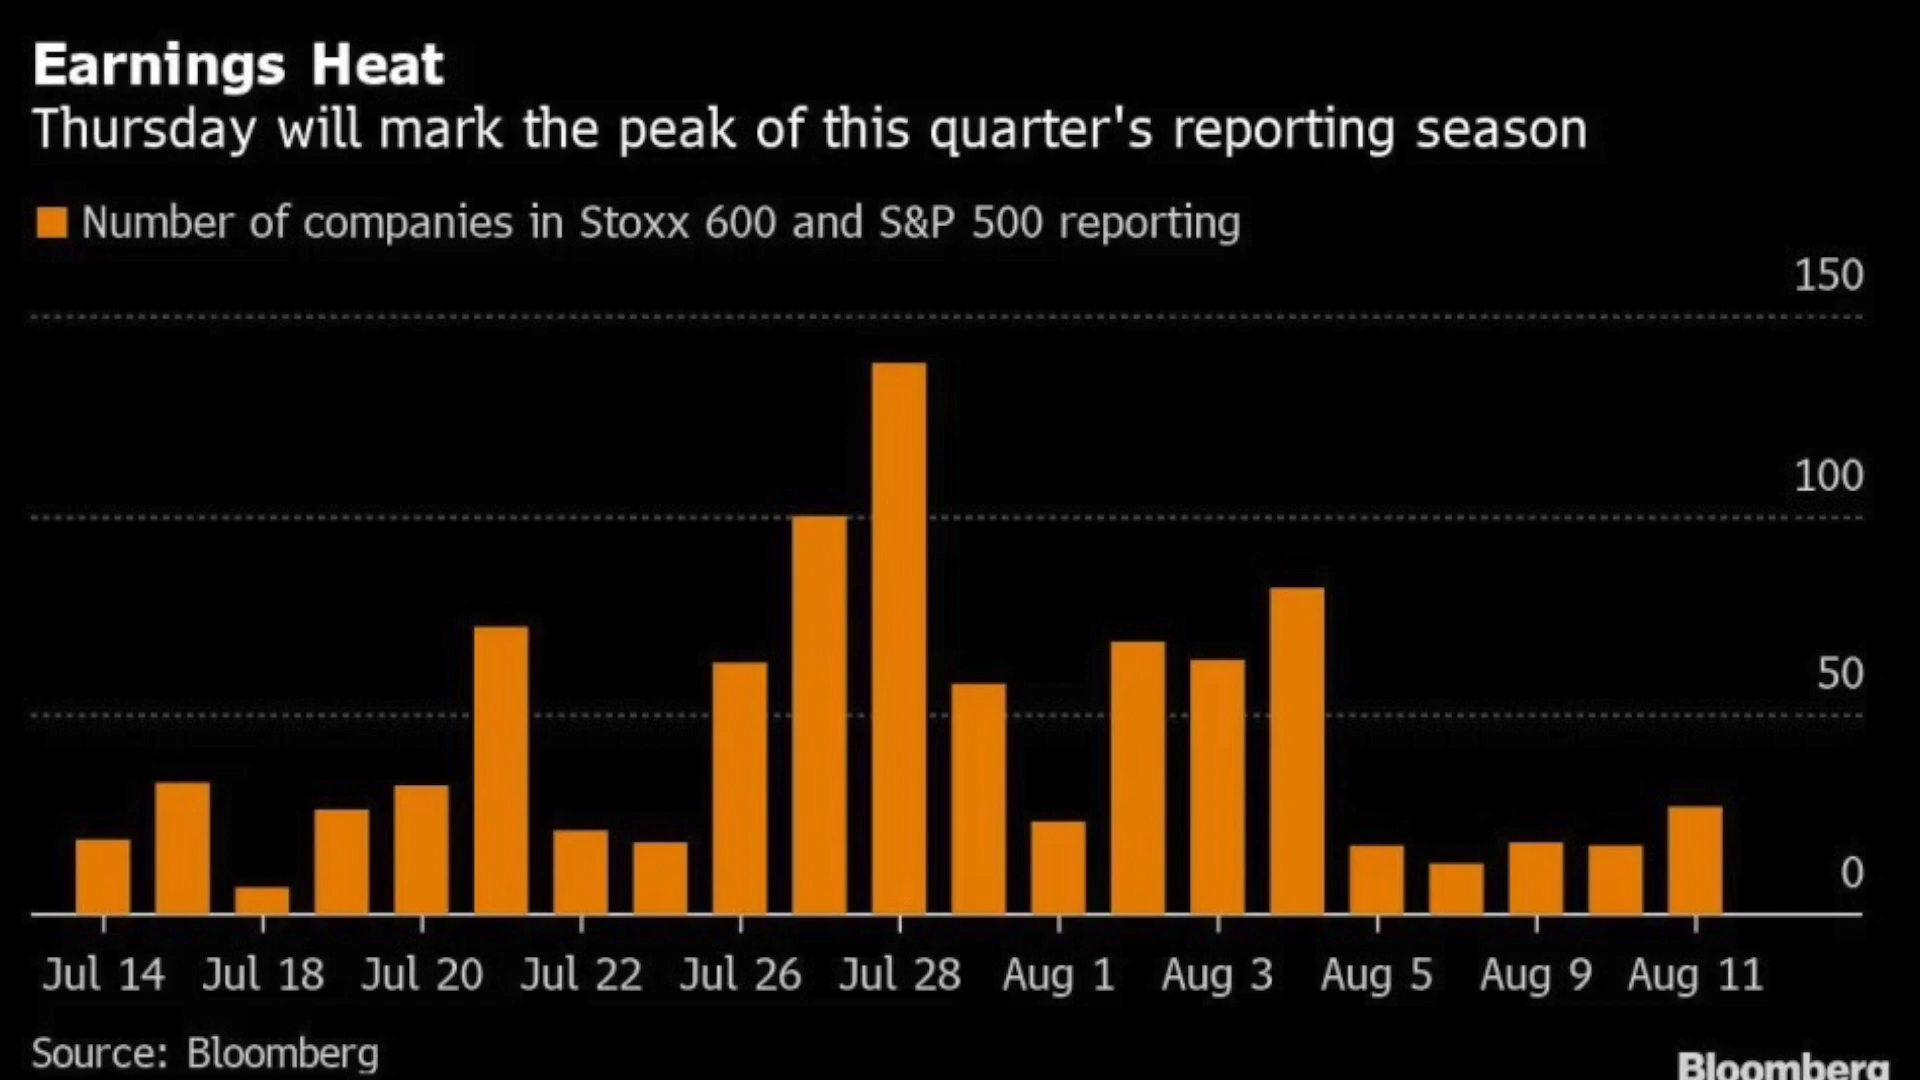 Earnings Heat
Thursday will mark the peak of this quarter's reporting season
Number of companies in Stoxx 600 and S&P 500 reporting
150
100
50
0
Jul 14 Jul 18 Jul 20 Jul 22 Jul 26 Jul 28 Aug 1 Aug 3 Aug 5 Aug 9 Aug 11
Source: Bloomberg
Bloomberg